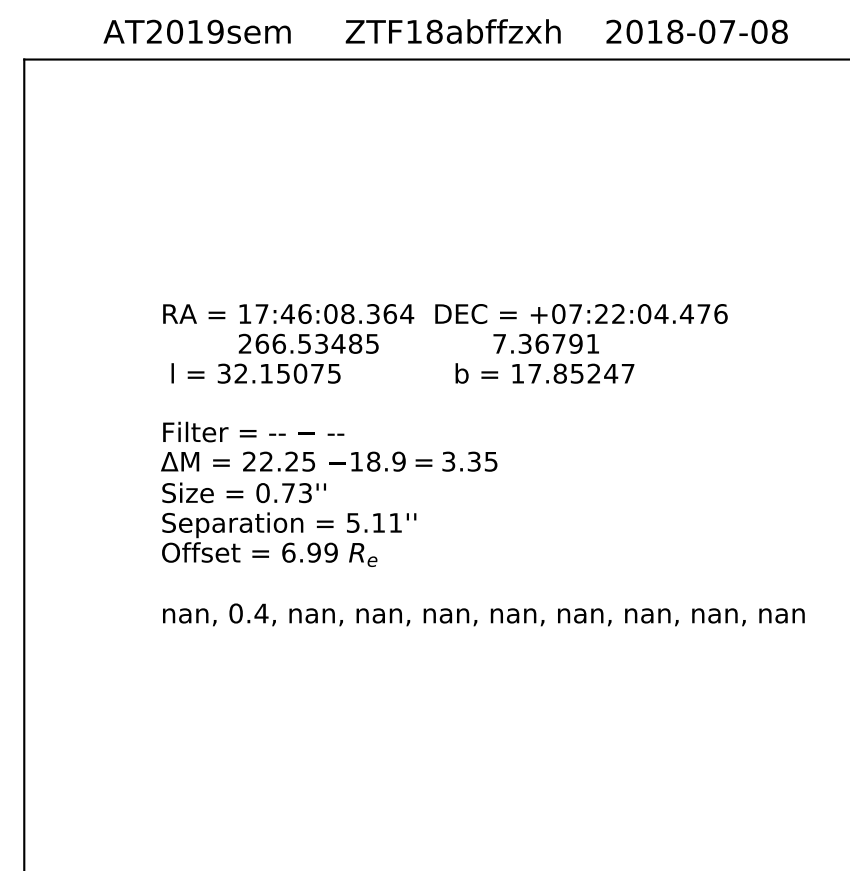 AT2019sem ZTF18abffzxh 2018-07-08
RA = 17:46:08.364 DEC = +07:22:04.476
266.53485 7.36791
l = 32.15075 b = 17.85247
Filter = -- − --
ΔM = 22.25 −18.9 = 3.35
Size = 0.73''
Separation = 5.11''
Offset = 6.99 Rₑ
nan, 0.4, nan, nan, nan, nan, nan, nan, nan, nan